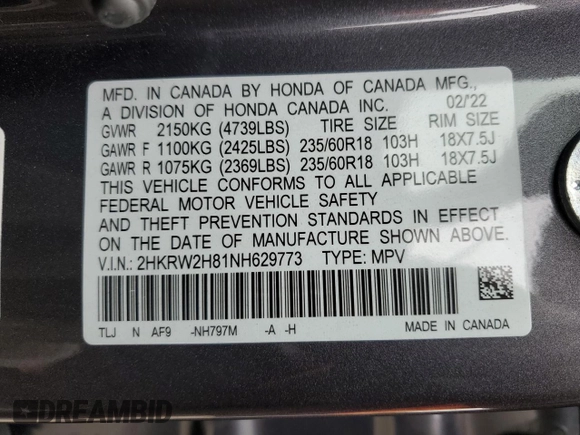 MFD. IN CANADA BY HONDA OF CANADA MFG.,
A DIVISION OF HONDA CANADA INC. 02/'22
GVWR 2150KG (4739LBS) TIRE SIZE RIM SIZE
GAWR F 1100KG (2425LBS) 235/60R18 103H 18X7.5J
GAWR R 1075KG (2369LBS) 235/60R18 103H 18X7.5J
THIS VEHICLE CONFORMS TO ALL APPLICABLE
FEDERAL MOTOR VEHICLE SAFETY
AND THEFT PREVENTION STANDARDS IN EFFECT
ON THE DATE OF MANUFACTURE SHOWN ABOVE.
V.I.N.: 2HKRW2H81NH629773 TYPE: MPV
TLJ N AF9 -NH797M -A -H MADE IN CANADA
DREAMBID